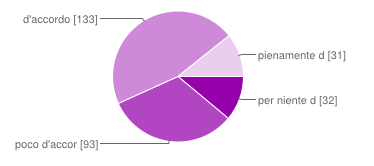 d'accordo [133]
pienamente d [31]
per niente d [32]
poco d'accor [93]